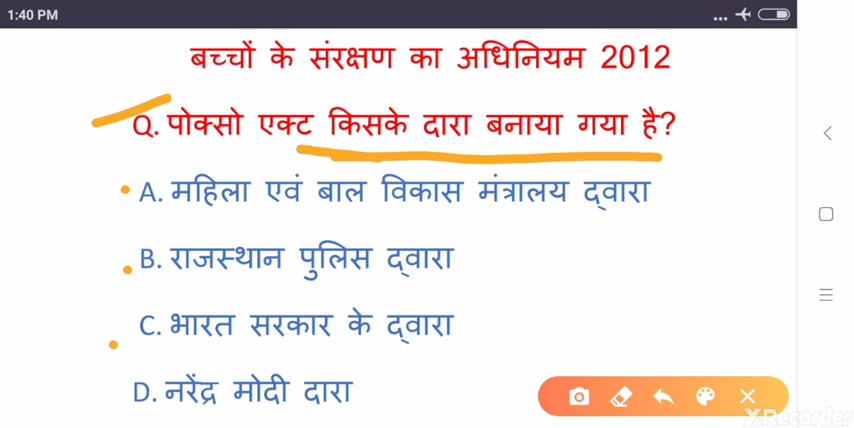 1:40 PM
बच्चों के संरक्षण का अधिनियम 2012
Q. पोक्सो एक्ट किसके दारा बनाया गया है?
A. महिला एवं बाल विकास मंत्रालय द्वारा
B. राजस्थान पुलिस द्वारा
C. भारत सरकार के द्वारा
D. नरेंद्र मोदी दारा
XRecorder